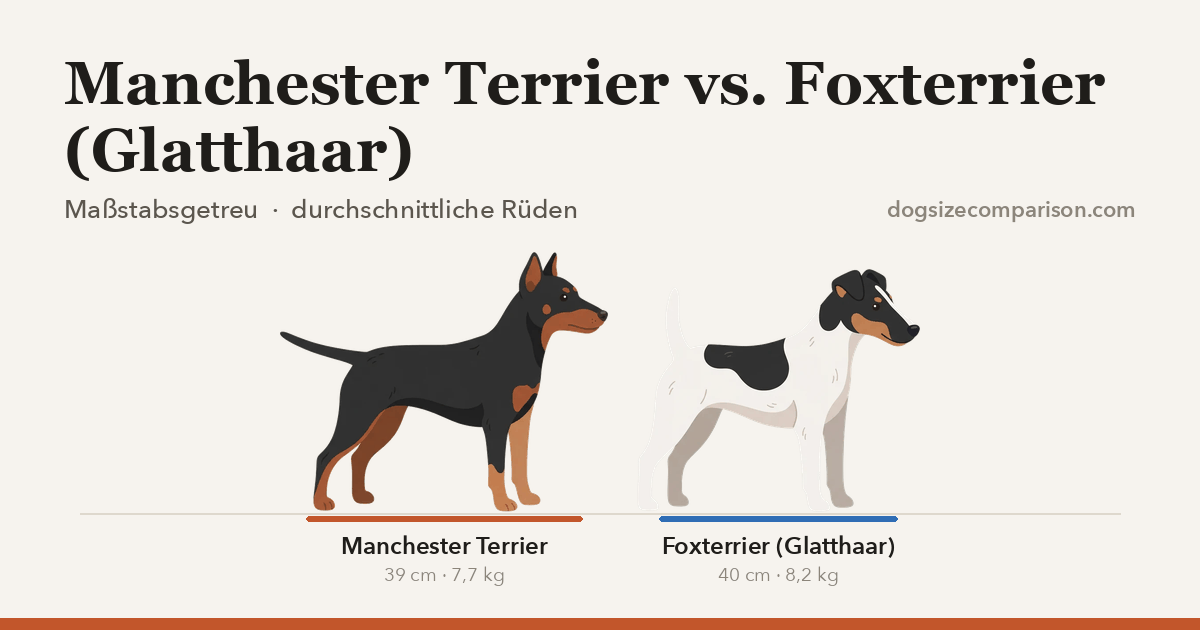 Manchester Terrier vs. Foxterrier
(Glatthaar)
Maßstabsgetreu · durchschnittliche Rüden
dogsizecomparison.com
Manchester Terrier
39 cm · 7,7 kg
Foxterrier (Glatthaar)
40 cm · 8,2 kg